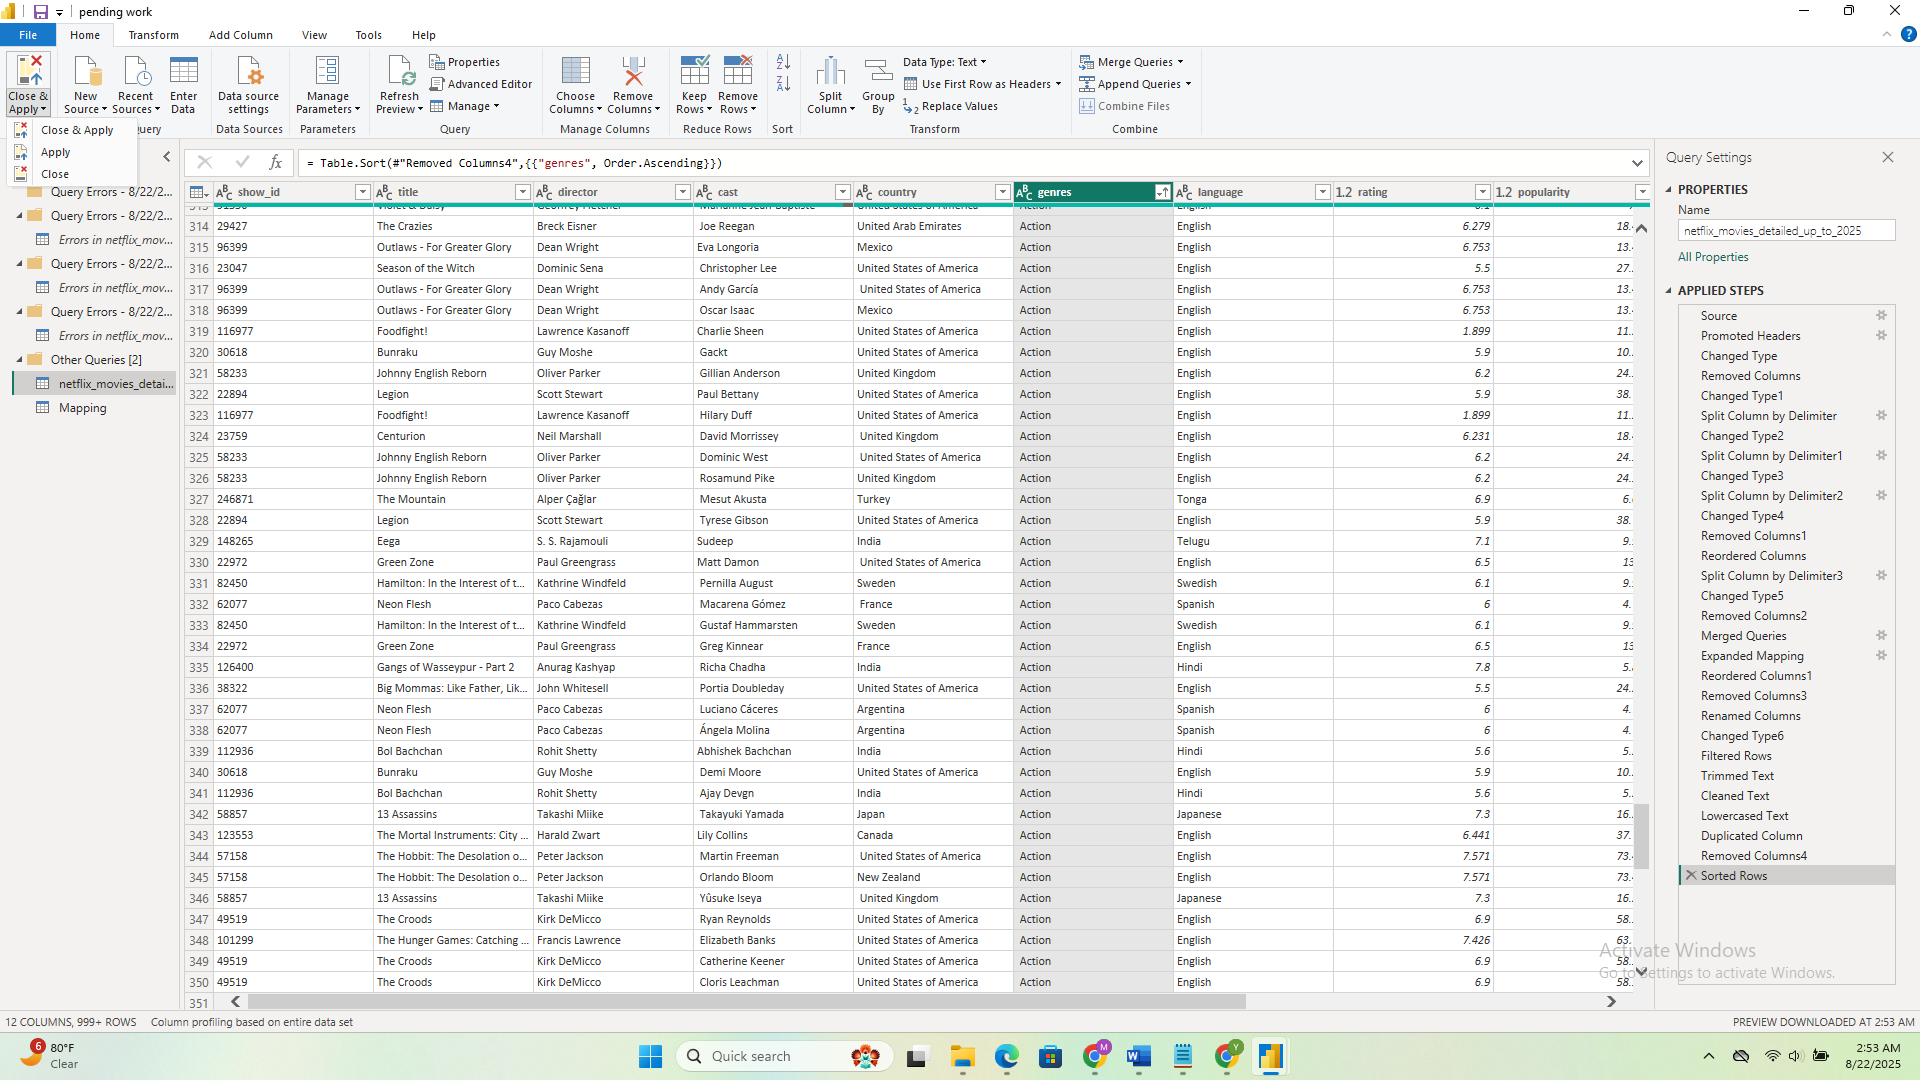 pending work
File Home Transform Add Column View Tools Help
Close & Apply
New Source
Recent Sources
Enter Data
Data source settings
Data Sources
Manage Parameters
Parameters
Refresh Preview
Properties
Advanced Editor
Manage
Query
Choose Columns
Remove Columns
Manage Columns
Keep Rows
Remove Rows
Reduce Rows
Sort
Split Column
Group By
Data Type: Text
Use First Row as Headers
Replace Values
Transform
Merge Queries
Append Queries
Combine Files
Combine
Close & Apply
Apply
Close
Query Errors - 8/22/2...
Query Errors - 8/22/2...
Errors in netflix_mov...
Query Errors - 8/22/2...
Errors in netflix_mov...
Query Errors - 8/22/2...
Errors in netflix_mov...
Other Queries [2]
netflix_movies_detai...
Mapping
= Table.Sort(#"Removed Columns4",{{"genres", Order.Ascending}})
show_id title director cast country genres language 1.2 rating 1.2 popularity
314 29427 The Crazies Breck Eisner Joe Reegan United Arab Emirates Action English 6.279 18.
315 96399 Outlaws - For Greater Glory Dean Wright Eva Longoria Mexico Action English 6.753 13.
316 23047 Season of the Witch Dominic Sena Christopher Lee United States of America Action English 5.5 27.
317 96399 Outlaws - For Greater Glory Dean Wright Andy García United States of America Action English 6.753 13.
318 96399 Outlaws - For Greater Glory Dean Wright Oscar Isaac Mexico Action English 6.753 13.
319 116977 Foodfight! Lawrence Kasanoff Charlie Sheen United States of America Action English 1.899 11.
320 30618 Bunraku Guy Moshe Gackt United States of America Action English 5.9 10.
321 58233 Johnny English Reborn Oliver Parker Gillian Anderson United Kingdom Action English 6.2 24.
322 22894 Legion Scott Stewart Paul Bettany United States of America Action English 5.9 38.
323 116977 Foodfight! Lawrence Kasanoff Hilary Duff United States of America Action English 1.899 11.
324 23759 Centurion Neil Marshall David Morrissey United Kingdom Action English 6.231 18.
325 58233 Johnny English Reborn Oliver Parker Dominic West United States of America Action English 6.2 24.
326 58233 Johnny English Reborn Oliver Parker Rosamund Pike United Kingdom Action English 6.2 24.
327 246871 The Mountain Alper Çağlar Mesut Akusta Turkey Action Tonga 6.9 6.
328 22894 Legion Scott Stewart Tyrese Gibson United States of America Action English 5.9 38.
329 148265 Eega S. S. Rajamouli Sudeep India Action Telugu 7.1 9.
330 22972 Green Zone Paul Greengrass Matt Damon United States of America Action English 6.5 13
331 82450 Hamilton: In the Interest of t... Kathrine Windfeld Pernilla August Sweden Action Swedish 6.1 9.
332 62077 Neon Flesh Paco Cabezas Macarena Gómez France Action Spanish 6 4.
333 82450 Hamilton: In the Interest of t... Kathrine Windfeld Gustaf Hammarsten Sweden Action Swedish 6.1 9.
334 22972 Green Zone Paul Greengrass Greg Kinnear France Action English 6.5 13
335 126400 Gangs of Wasseypur - Part 2 Anurag Kashyap Richa Chadha India Action Hindi 7.8 5.
336 38322 Big Mommas: Like Father, Lik... John Whitesell Portia Doubleday United States of America Action English 5.5 24.
337 62077 Neon Flesh Paco Cabezas Luciano Cáceres Argentina Action Spanish 6 4.
338 62077 Neon Flesh Paco Cabezas Ángela Molina Argentina Action Spanish 6 4.
339 112936 Bol Bachchan Rohit Shetty Abhishek Bachchan India Action Hindi 5.6 5.
340 30618 Bunraku Guy Moshe Demi Moore United States of America Action English 5.9 10.
341 112936 Bol Bachchan Rohit Shetty Ajay Devgn India Action Hindi 5.6 5.
342 58857 13 Assassins Takashi Miike Takayuki Yamada Japan Action Japanese 7.3 16.
343 123553 The Mortal Instruments: City ... Harald Zwart Lily Collins Canada Action English 6.441 37.
344 57158 The Hobbit: The Desolation o... Peter Jackson Martin Freeman United States of America Action English 7.571 73.
345 57158 The Hobbit: The Desolation o... Peter Jackson Orlando Bloom New Zealand Action English 7.571 73.
346 58857 13 Assassins Takashi Miike Yûsuke Iseya United Kingdom Action Japanese 7.3 16.
347 49519 The Croods Kirk DeMicco Ryan Reynolds United States of America Action English 6.9 58.
348 101299 The Hunger Games: Catching ... Francis Lawrence Elizabeth Banks United States of America Action English 7.426 63.
349 49519 The Croods Kirk DeMicco Catherine Keener United States of America Action English 6.9 58.
350 49519 The Croods Kirk DeMicco Cloris Leachman United States of America Action English 6.9 58.
351
Query Settings
PROPERTIES
Name
netflix_movies_detailed_up_to_2025
All Properties
APPLIED STEPS
Source
Promoted Headers
Changed Type
Removed Columns
Changed Type1
Split Column by Delimiter
Changed Type2
Split Column by Delimiter1
Changed Type3
Split Column by Delimiter2
Changed Type4
Removed Columns1
Reordered Columns
Split Column by Delimiter3
Changed Type5
Removed Columns2
Merged Queries
Expanded Mapping
Reordered Columns1
Removed Columns3
Renamed Columns
Changed Type6
Filtered Rows
Trimmed Text
Cleaned Text
Lowercased Text
Duplicated Column
Removed Columns4
Sorted Rows
Activate Windows
Go to Settings to activate Windows.
12 COLUMNS, 999+ ROWS Column profiling based on entire data set PREVIEW DOWNLOADED AT 2:53 AM
6 80°F
Clear
Quick search
2:53 AM
8/22/2025